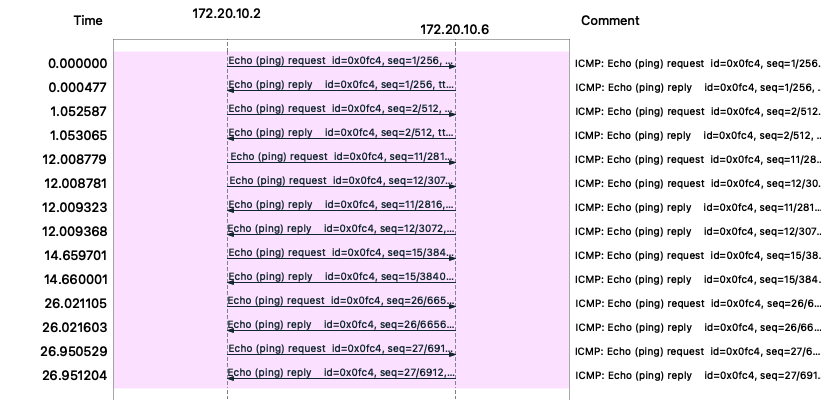 Time 172.20.10.2 172.20.10.6 Comment
0.000000 Echo (ping) request id=0x0fc4, seq=1/256, … ICMP: Echo (ping) request id=0x0fc4, seq=1/256.
0.000477 Echo (ping) reply id=0x0fc4, seq=1/256, tt… ICMP: Echo (ping) reply id=0x0fc4, seq=1/256, .
1.052587 Echo (ping) request id=0x0fc4, seq=2/512, … ICMP: Echo (ping) request id=0x0fc4, seq=2/512.
1.053065 Echo (ping) reply id=0x0fc4, seq=2/512, tt… ICMP: Echo (ping) reply id=0x0fc4, seq=2/512, .
12.008779 Echo (ping) request id=0x0fc4, seq=11/281… ICMP: Echo (ping) request id=0x0fc4, seq=11/28…
12.008781 Echo (ping) request id=0x0fc4, seq=12/307… ICMP: Echo (ping) request id=0x0fc4, seq=12/30.
12.009323 Echo (ping) reply id=0x0fc4, seq=11/2816,… ICMP: Echo (ping) reply id=0x0fc4, seq=11/281…
12.009368 Echo (ping) reply id=0x0fc4, seq=12/3072,… ICMP: Echo (ping) reply id=0x0fc4, seq=12/307..
14.659701 Echo (ping) request id=0x0fc4, seq=15/384… ICMP: Echo (ping) request id=0x0fc4, seq=15/38.
14.660001 Echo (ping) reply id=0x0fc4, seq=15/3840… ICMP: Echo (ping) reply id=0x0fc4, seq=15/384.
26.021105 Echo (ping) request id=0x0fc4, seq=26/665… ICMP: Echo (ping) request id=0x0fc4, seq=26/6…
26.021603 Echo (ping) reply id=0x0fc4, seq=26/6656… ICMP: Echo (ping) reply id=0x0fc4, seq=26/66…
26.950529 Echo (ping) request id=0x0fc4, seq=27/691… ICMP: Echo (ping) request id=0x0fc4, seq=27/6…
26.951204 Echo (ping) reply id=0x0fc4, seq=27/6912,… ICMP: Echo (ping) reply id=0x0fc4, seq=27/691.